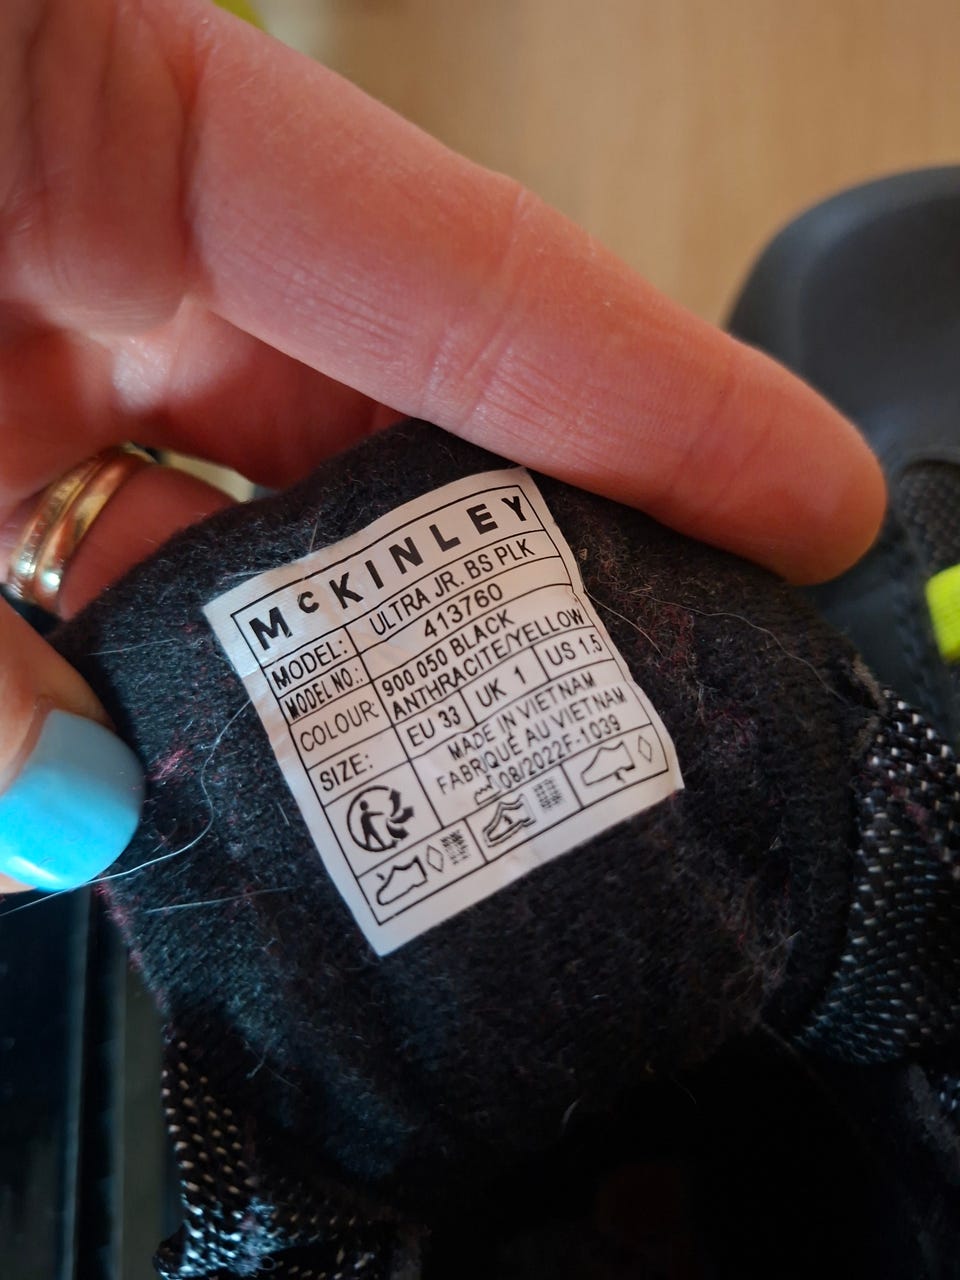 McKINLEY
MODEL: ULTRA JR. BS PLK
MODEL NO.: 413760
COLOUR: 900 050 BLACK
ANTHRACITE/YELLOW
SIZE: EU 33 UK 1 US 1.5
MADE IN VIETNAM
FABRIQUÉ AU VIETNAM
08/2022F-1039